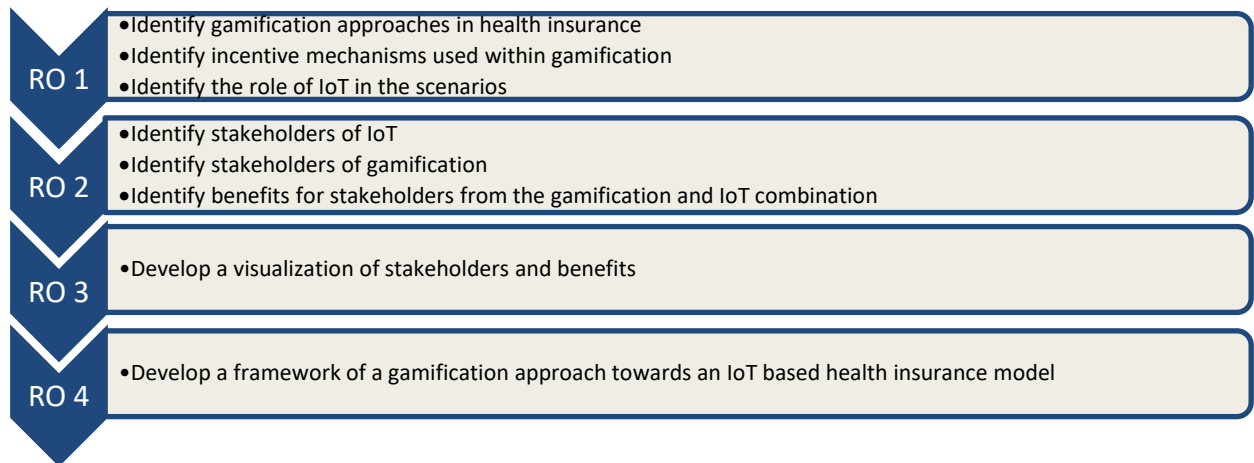 RO 1
•Identify gamification approaches in health insurance
•Identify incentive mechanisms used within gamification
•Identify the role of IoT in the scenarios
RO 2
•Identify stakeholders of IoT
•Identify stakeholders of gamification
•Identify benefits for stakeholders from the gamification and IoT combination
RO 3
•Develop a visualization of stakeholders and benefits
RO 4
•Develop a framework of a gamification approach towards an IoT based health insurance model